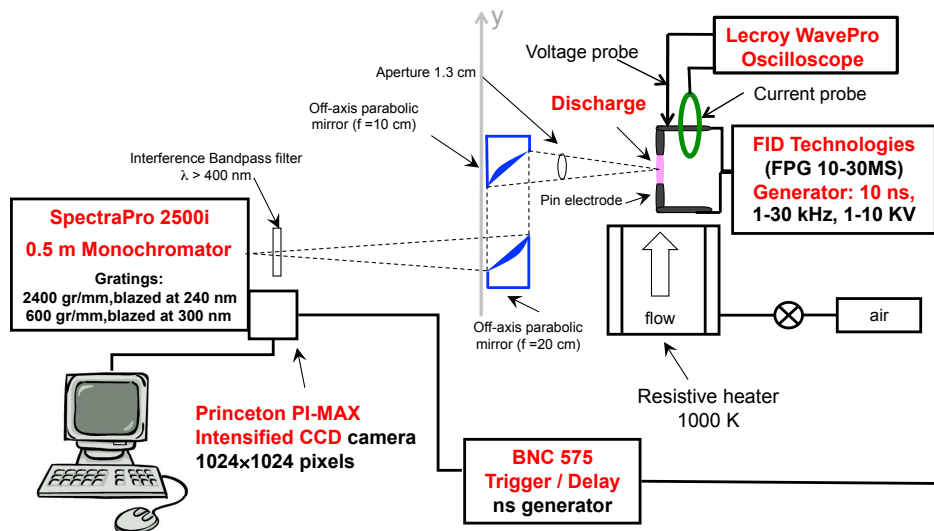 y
Lecroy WavePro
Oscilloscope
Voltage probe
Aperture 1.3 cm
Discharge
Current probe
Off-axis parabolic
mirror (f =10 cm)
FID Technologies
(FPG 10-30MS)
Generator: 10 ns,
1-30 kHz, 1-10 KV
Interference Bandpass filter
λ > 400 nm
Pin electrode
SpectraPro 2500i
0.5 m Monochromator
Gratings:
2400 gr/mm,blazed at 240 nm
600 gr/mm,blazed at 300 nm
flow
air
Off-axis parabolic
mirror (f =20 cm)
Resistive heater
1000 K
Princeton PI-MAX
Intensified CCD camera
1024×1024 pixels
BNC 575
Trigger / Delay
ns generator